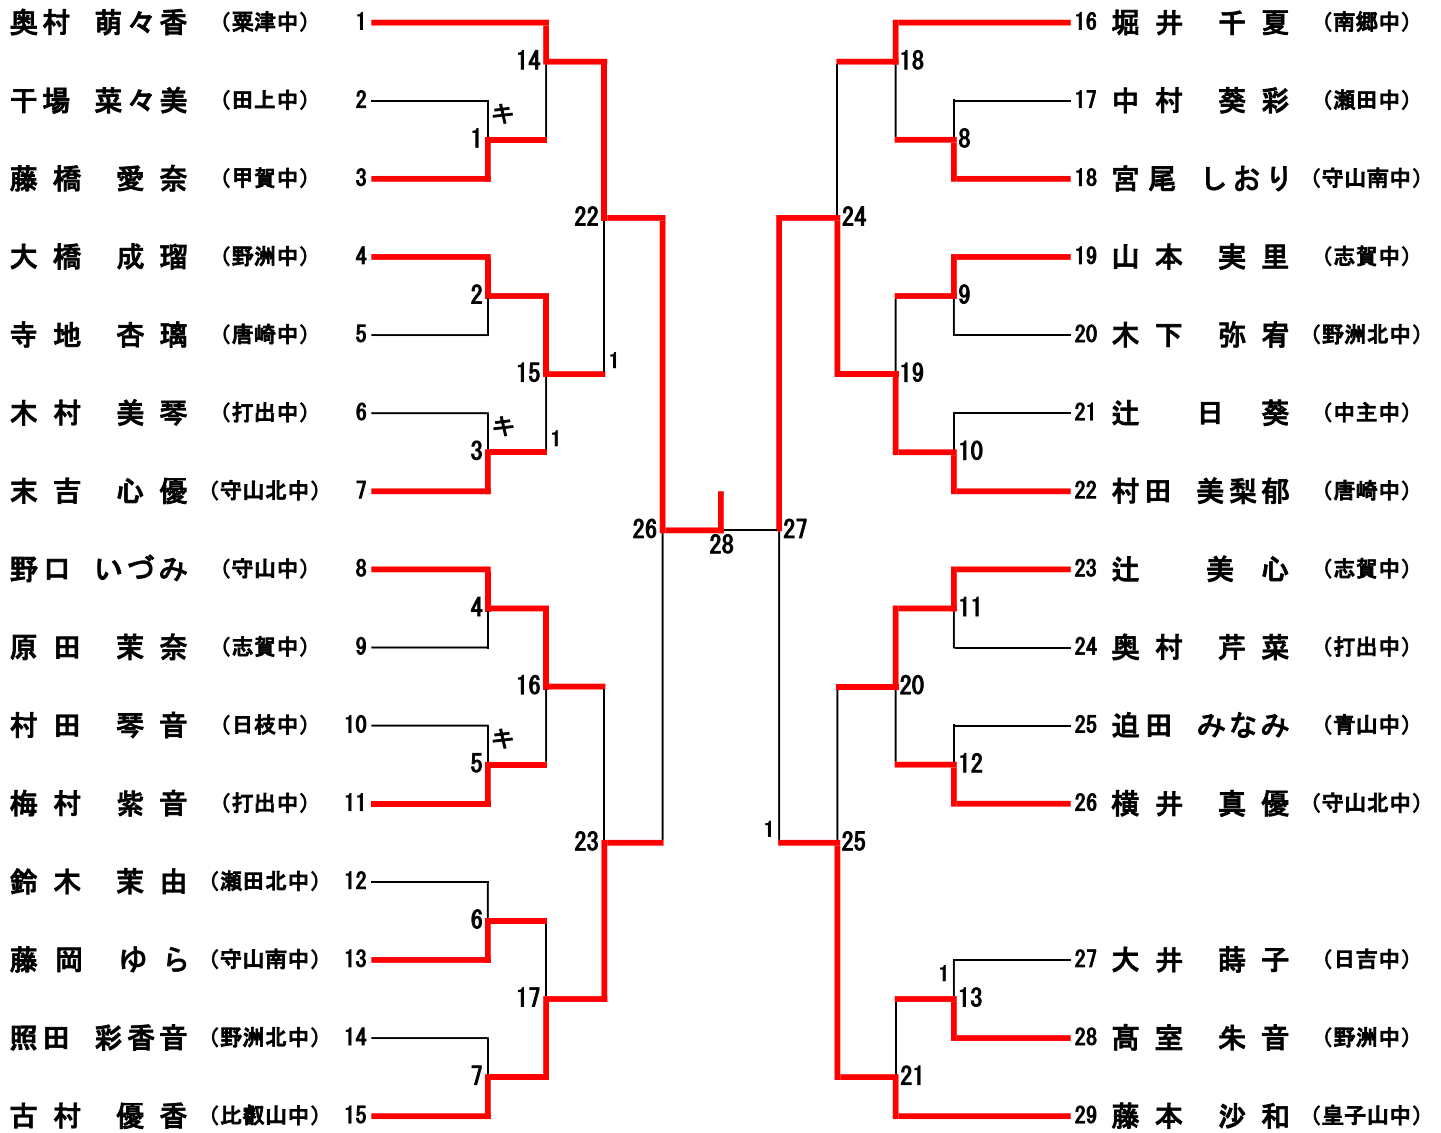 奥村 萌々香 （粟津中） 1
干場 菜々美 （田上中） 2
藤橋 愛奈 （甲賀中） 3
大橋 成瑠 （野洲中） 4
寺地 杏璃 （唐崎中） 5
木村 美琴 （打出中） 6
末吉 心優 （守山北中） 7
野口 いづみ （守山中） 8
原田 茉奈 （志賀中） 9
村田 琴音 （日枝中） 10
梅村 紫音 （打出中） 11
鈴木 茉由 （瀬田北中） 12
藤岡 ゆら （守山南中） 13
照田 彩香音 （野洲北中） 14
古村 優香 （比叡山中） 15
14
キ
1
22
2
1
15
キ
1
3
26
28
4
16
キ
5
23
6
17
7
18
8
24
9
19
10
27
11
20
12
1
25
1
13
21
16 堀井 千夏 （南郷中）
17 中村 葵彩 （瀬田中）
18 宮尾 しおり （守山南中）
19 山本 実里 （志賀中）
20 木下 弥宥 （野洲北中）
21 辻 日葵 （中主中）
22 村田 美梨郁 （唐崎中）
23 辻 美心 （志賀中）
24 奥村 芹菜 （打出中）
25 迫田 みなみ （青山中）
26 横井 真優 （守山北中）
27 大井 蒔子 （日吉中）
28 髙室 朱音 （野洲中）
29 藤本 沙和 （皇子山中）